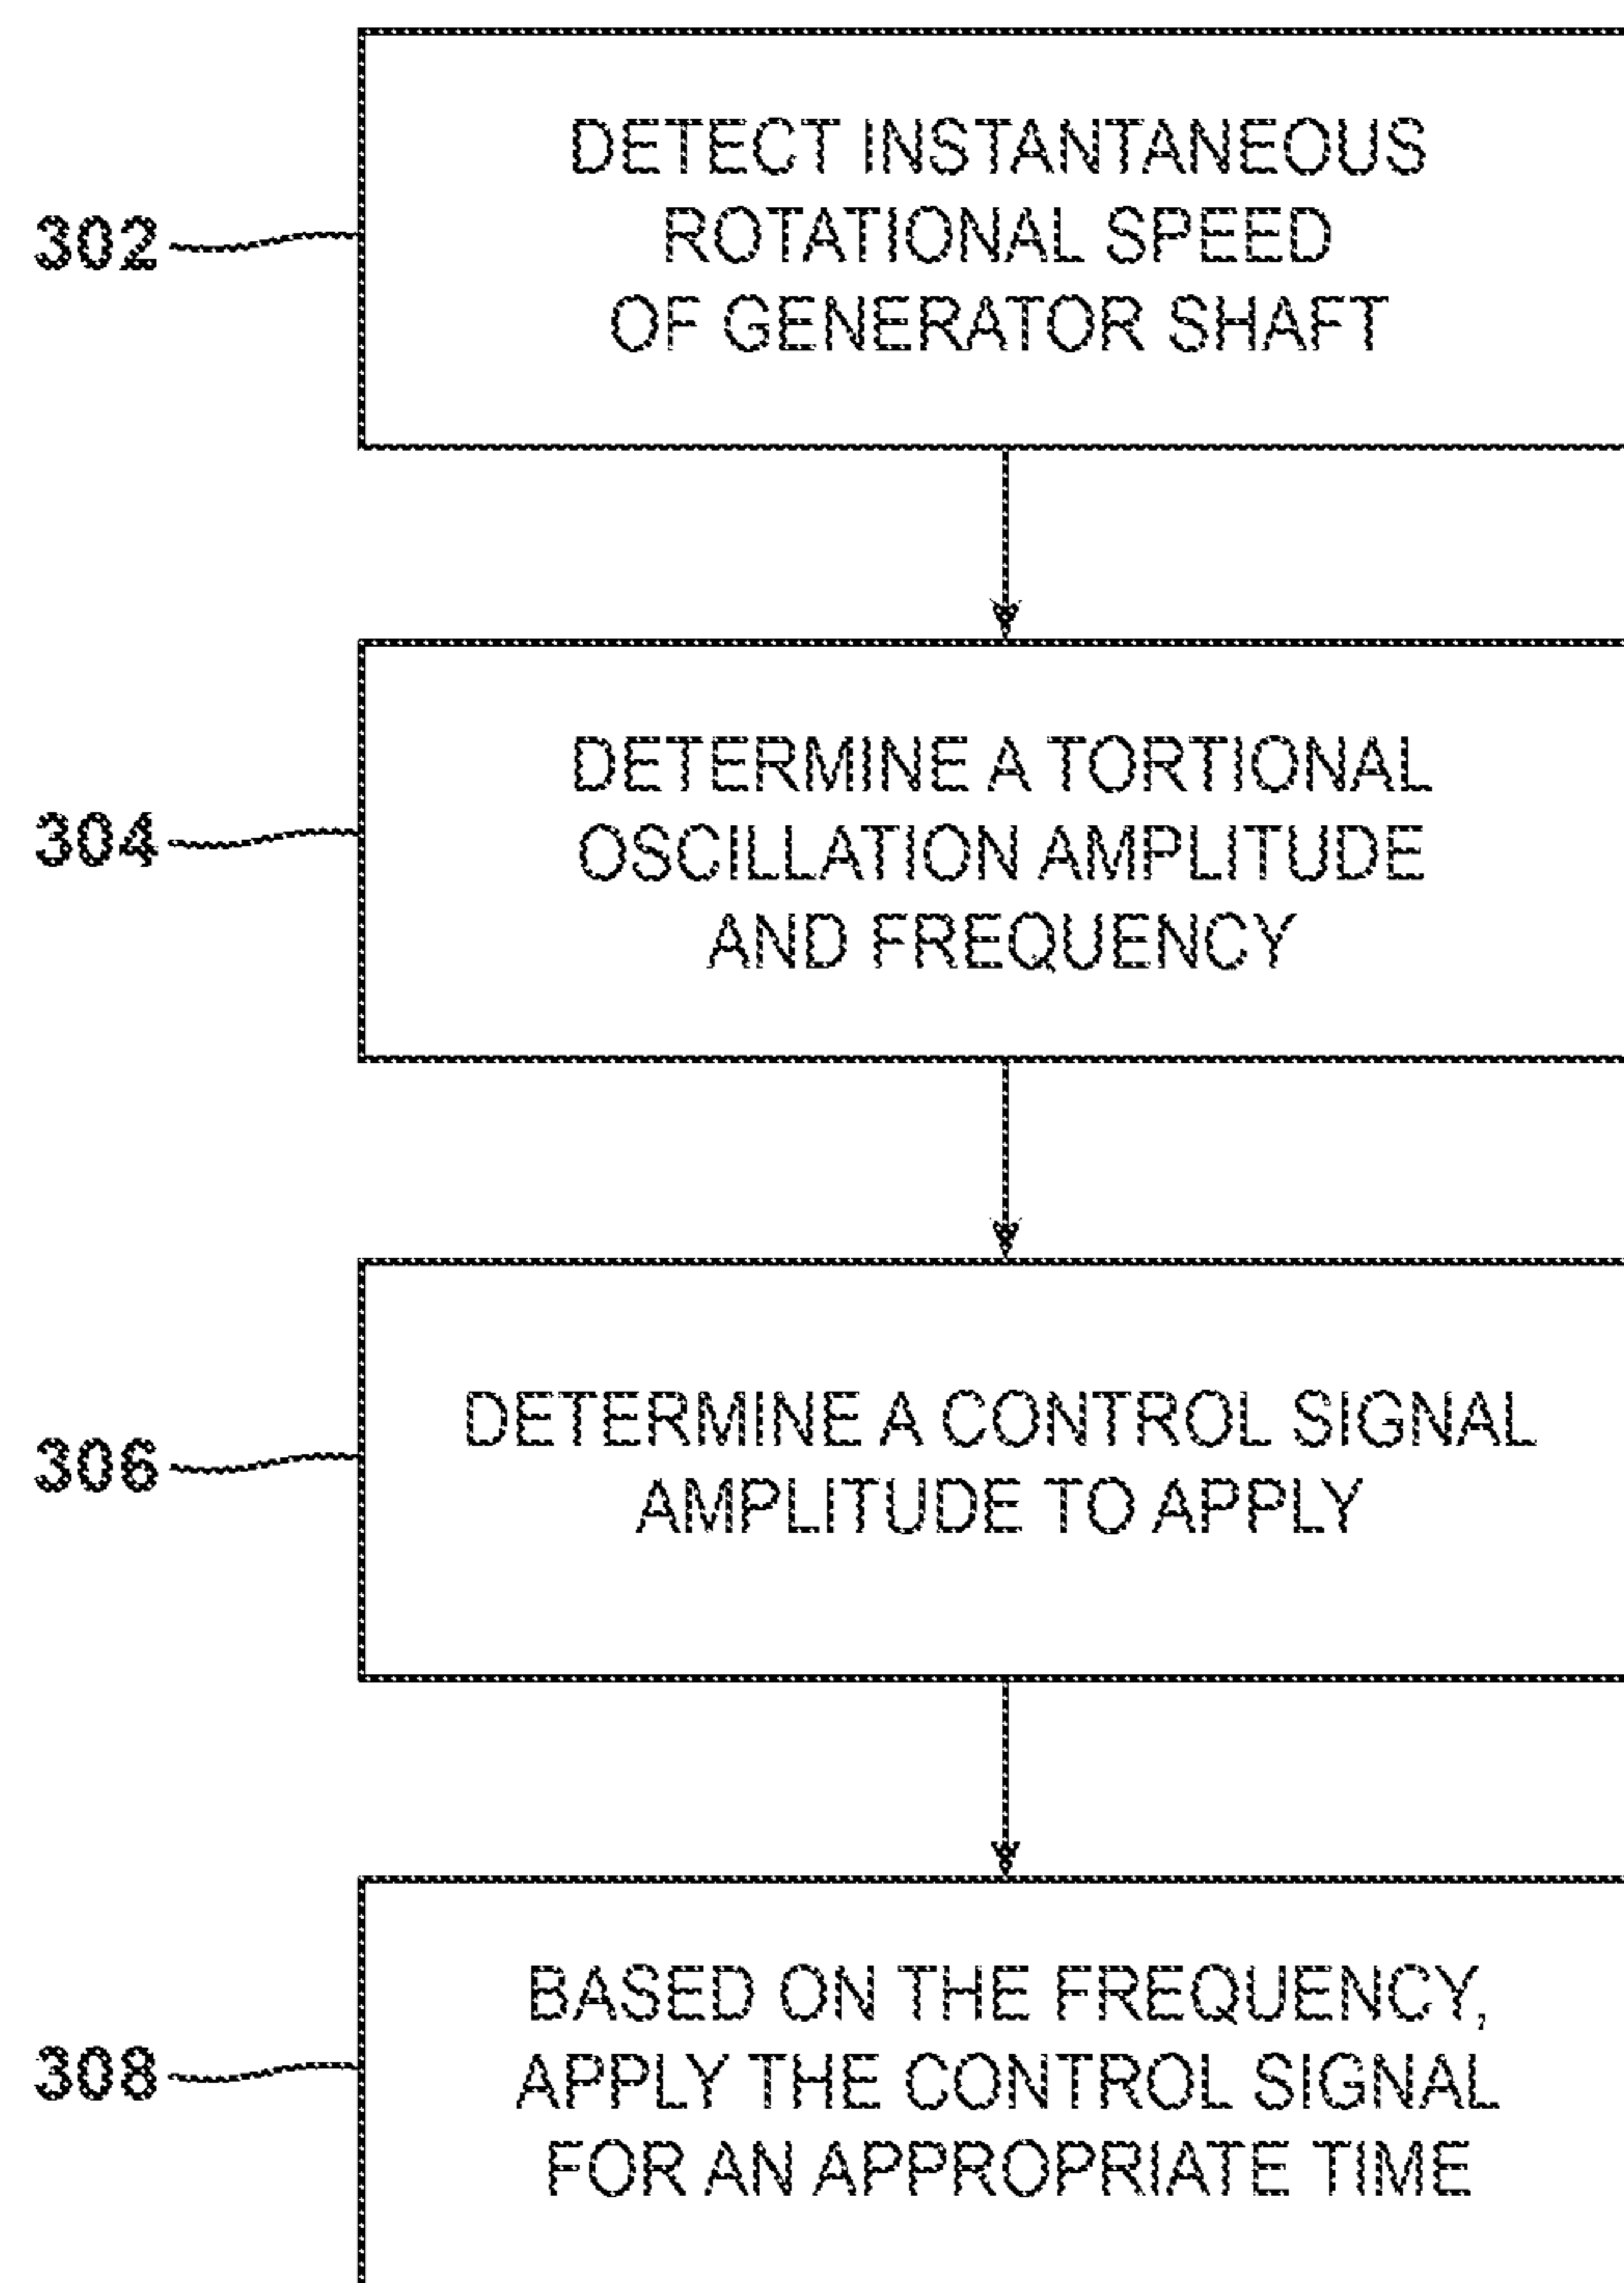 302
DETECT INSTANTANEOUS
ROTATIONAL SPEED
OF GENERATOR SHAFT
304
DETERMINE A TORTIONAL
OSCILLATION AMPLITUDE
AND FREQUENCY
306
DETERMINE A CONTROL SIGNAL
AMPLITUDE TO APPLY
308
BASED ON THE FREQUENCY,
APPLY THE CONTROL SIGNAL
FOR AN APPROPRIATE TIME